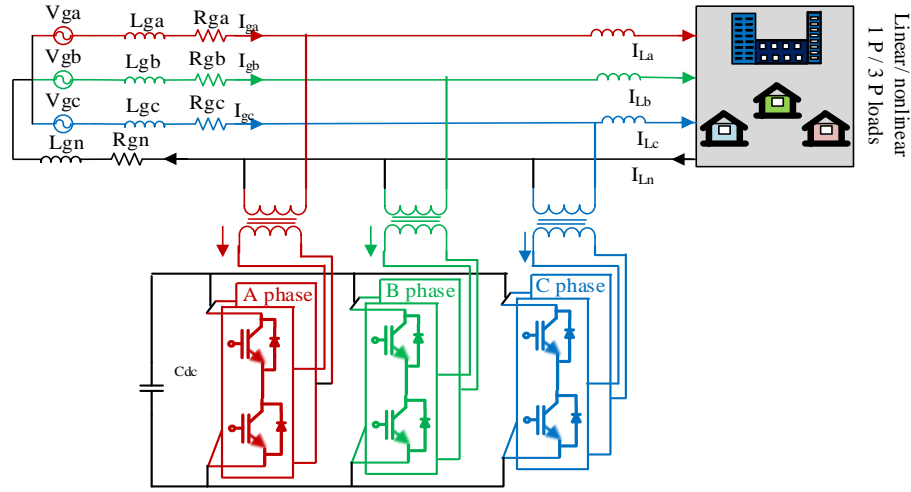 Vga
Lga
Rga
Iga
Vgb
Lgb
Rgb
Igb
Vgc
Lgc
Rgc
Igc
Lgn
Rgn
ILa
ILb
ILc
ILn
Linear/ nonlinear
1 P / 3 P loads
A phase
B phase
C phase
Cdc